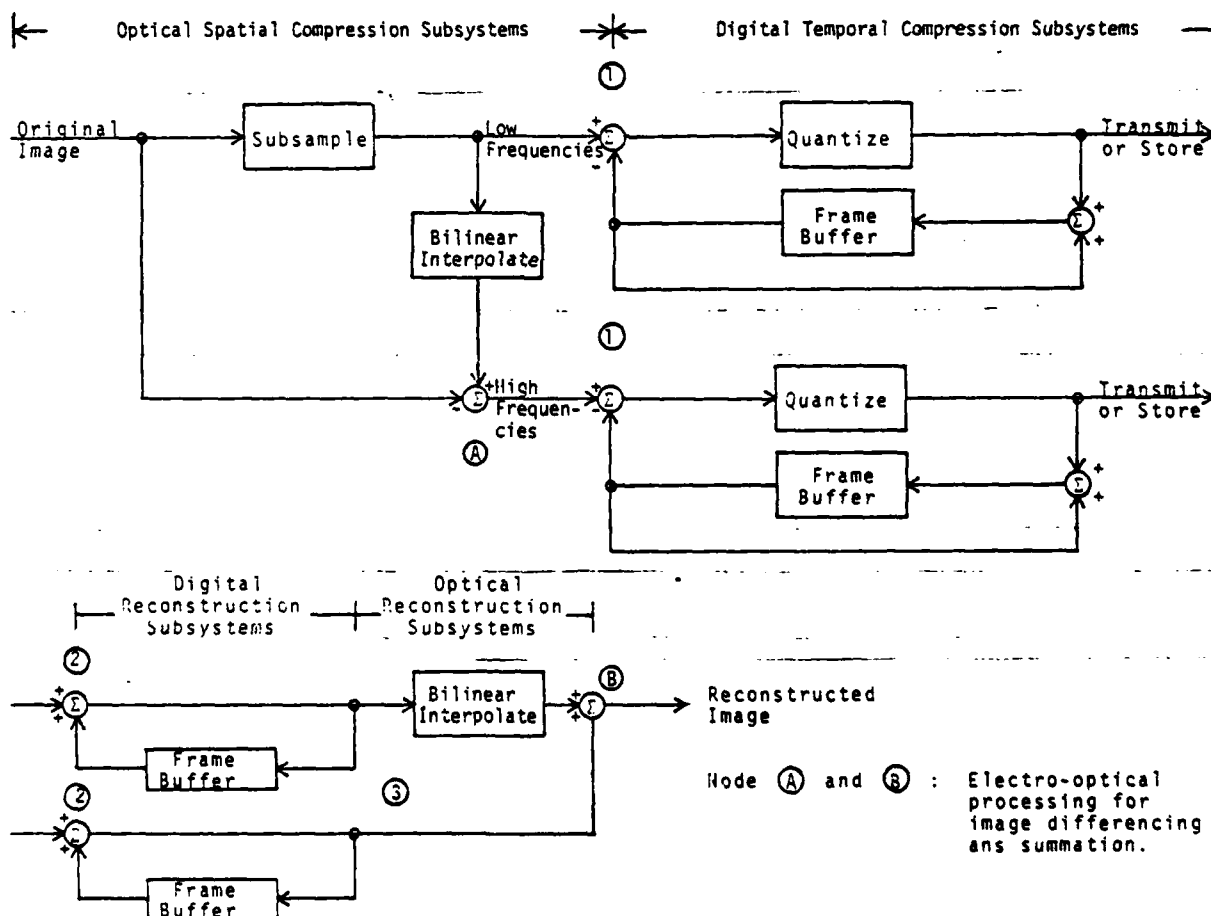 Optical Spatial Compression Subsystems
Digital Temporal Compression Subsystems
1
Original
Image
Subsample
Low
Frequencies
+
Σ
-
Quantize
Transmit
or Store
Bilinear
Interpolate
Frame
Buffer
Σ
+
+
1
-
Σ
+
High
Frequen-
cies
+
Σ
-
Quantize
Transmit
or Store
A
Frame
Buffer
Σ
+
+
Digital
Reconstruction
Subsystems
Optical
Reconstruction
Subsystems
2
+
Σ
+
Bilinear
Interpolate
+
Σ
+
B
Reconstructed
Image
Frame
Buffer
2
+
Σ
+
3
Node A and B : Electro-optical
processing for
image differencing
ans summation.
Frame
Buffer